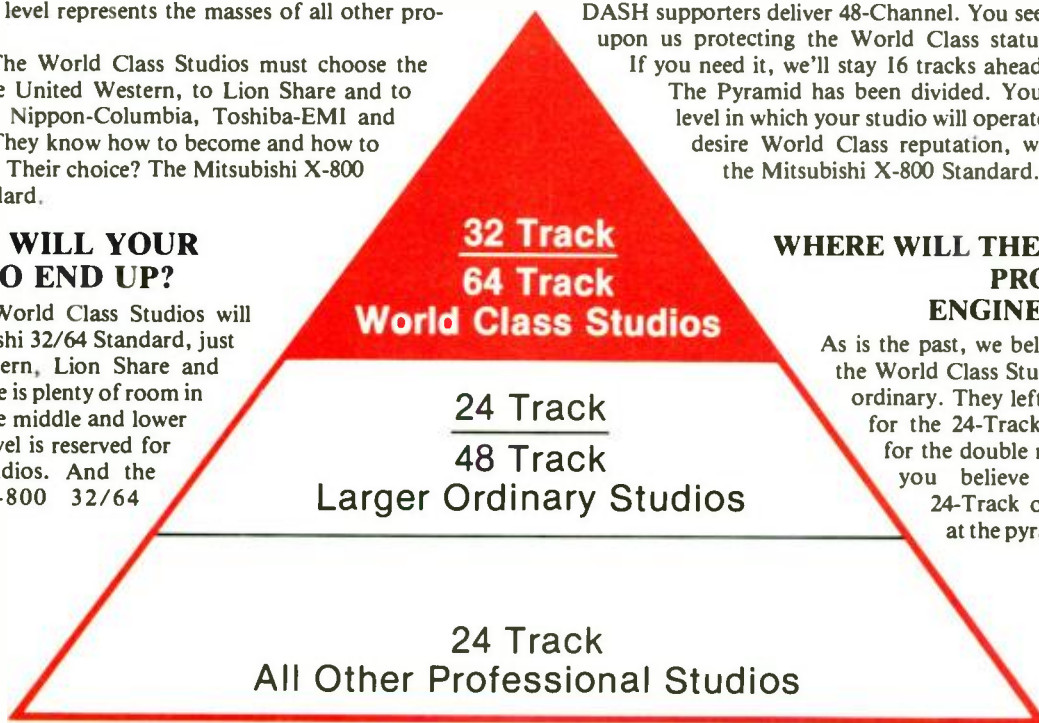 level represents the masses of all other pro-
The World Class Studios must choose the
e United Western, to Lion Share and to
Nippon-Columbia, Toshiba-EMI and
They know how to become and how to
Their choice? The Mitsubishi X-800
lard.
WILL YOUR
O END UP?
World Class Studios will
shi 32/64 Standard, just
ern, Lion Share and
e is plenty of room in
e middle and lower
vel is reserved for
dios. And the
-800 32/64
32 Track
64 Track
World Class Studios
24 Track
48 Track
Larger Ordinary Studios
24 Track
All Other Professional Studios
DASH supporters deliver 48-Channel. You see
upon us protecting the World Class statu
If you need it, we'll stay 16 tracks ahead
The Pyramid has been divided. You
level in which your studio will operate
desire World Class reputation, w
the Mitsubishi X-800 Standard.
WHERE WILL THE
PRO
ENGINE
As is the past, we bel
the World Class Stu
ordinary. They left
for the 24-Track
for the double
you believe
24-Track
at the pyr